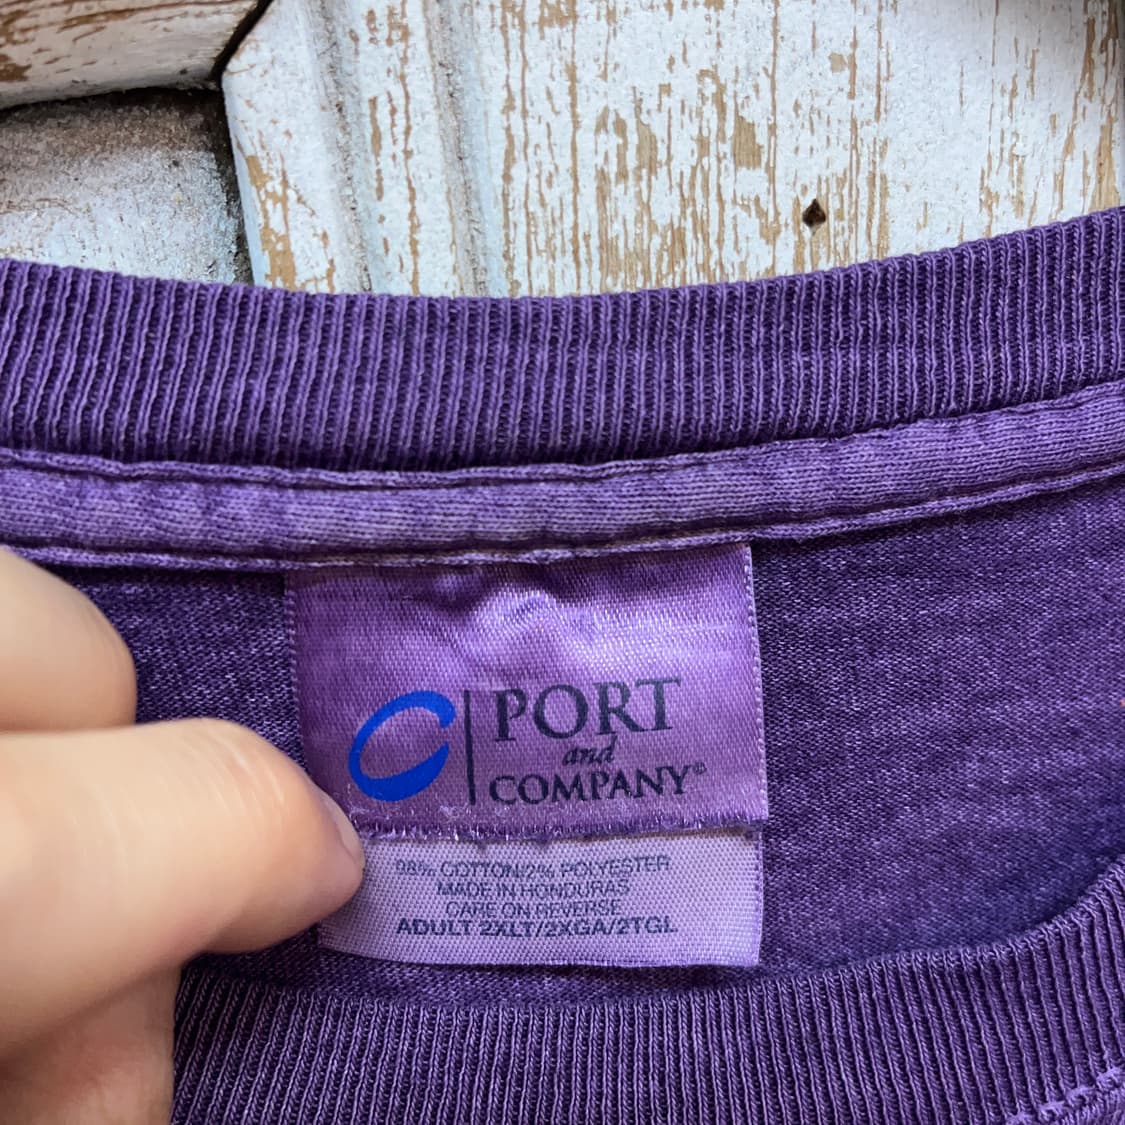 PORT
and
COMPANY©
98% COTTON/2% POLYESTER
MADE IN HONDURAS
CARE ON REVERSE
ADULT 2XLT/2XGA/2TGL